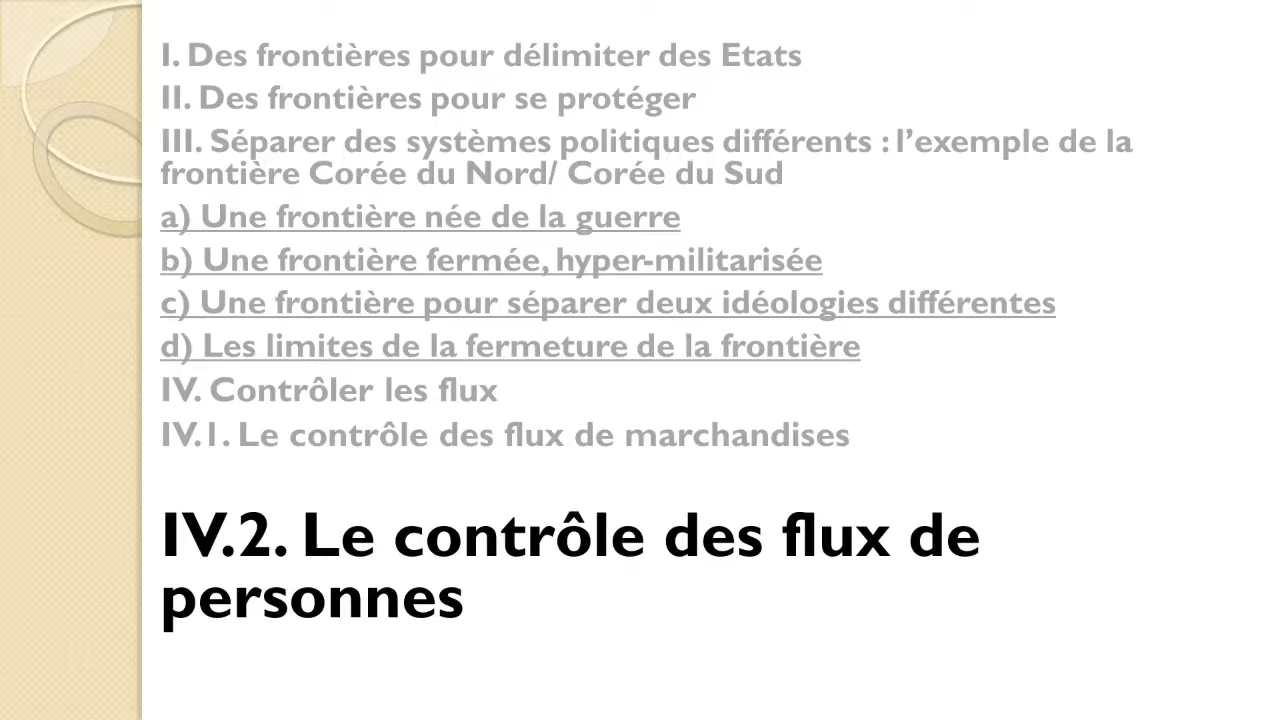 I. Des frontières pour délimiter des Etats
II. Des frontières pour se protéger
III. Séparer des systèmes politiques différents : l’exemple de la
frontière Corée du Nord/ Corée du Sud
a) Une frontière née de la guerre
b) Une frontière fermée, hyper-militarisée
c) Une frontière pour séparer deux idéologies différentes
d) Les limites de la fermeture de la frontière
IV. Contrôler les flux
IV.1. Le contrôle des flux de marchandises
IV.2. Le contrôle des flux de
personnes